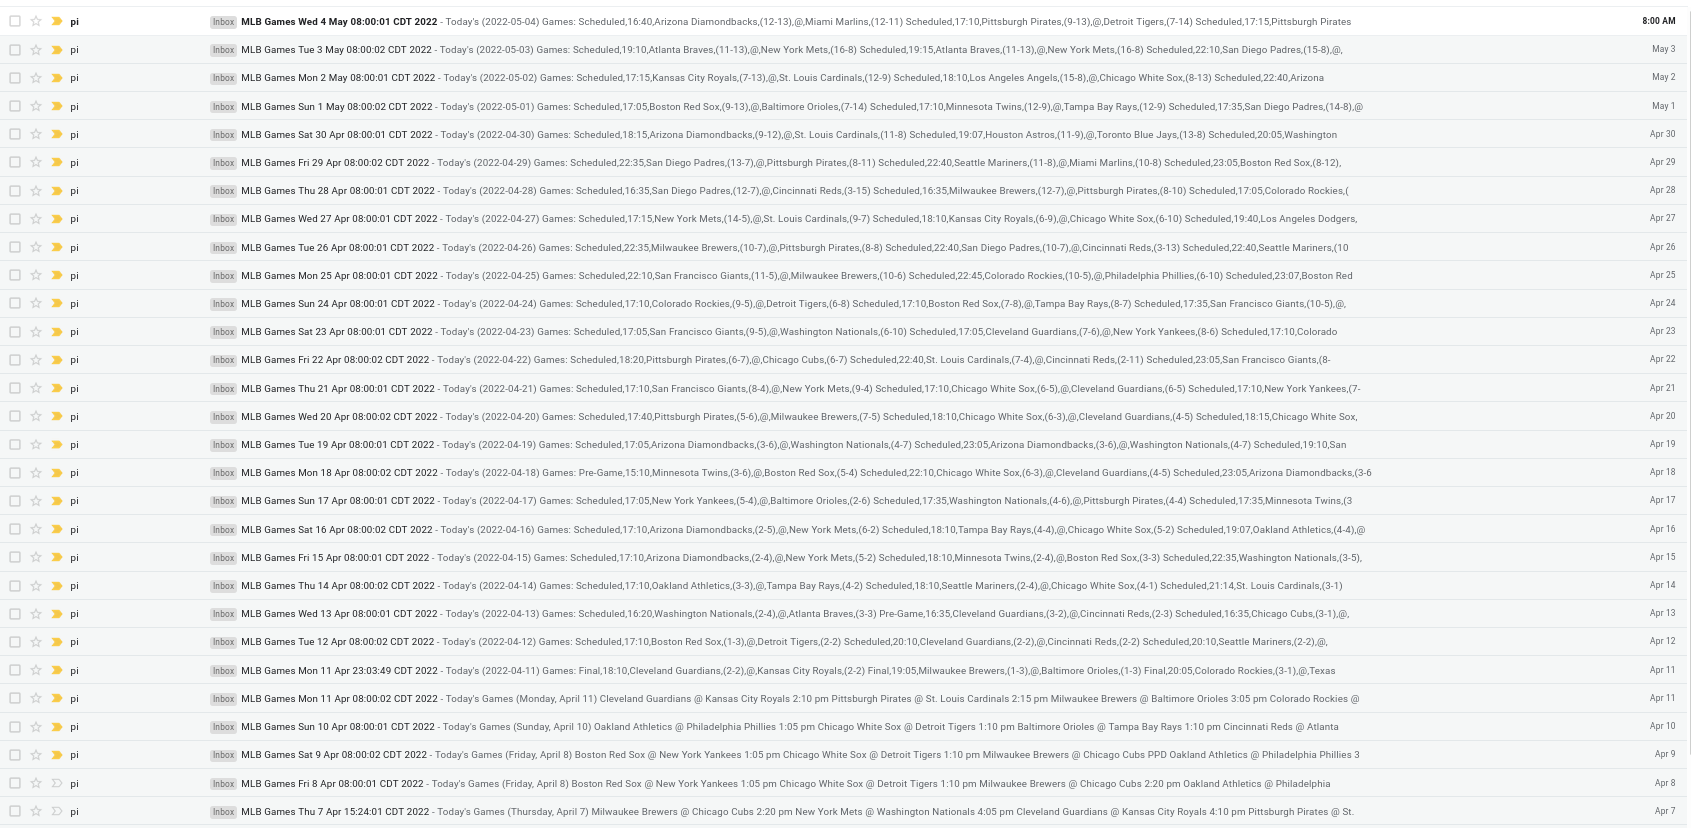 pi Inbox MLB Games Wed 4 May 08:00:01 CDT 2022 - Today's (2022-05-04) Games: Scheduled,16:40,Arizona Diamondbacks,(12-13),@,Miami Marlins,(12-11) Scheduled,17:10,Pittsburgh Pirates,(9-13),@,Detroit Tigers,(7-14) Scheduled,17:15,Pittsburgh Pirates 8:00 AM
pi Inbox MLB Games Tue 3 May 08:00:02 CDT 2022 - Today's (2022-05-03) Games: Scheduled,19:10,Atlanta Braves,(11-13),@,New York Mets,(16-8) Scheduled,19:15,Atlanta Braves,(11-13),@,New York Mets,(16-8) Scheduled,22:10,San Diego Padres,(15-8),@, May 3
pi Inbox MLB Games Mon 2 May 08:00:01 CDT 2022 - Today's (2022-05-02) Games: Scheduled,17:15,Kansas City Royals,(7-13),@,St. Louis Cardinals,(12-9) Scheduled,18:10,Los Angeles Angels,(15-8),@,Chicago White Sox,(8-13) Scheduled,22:40,Arizona May 2
pi Inbox MLB Games Sun 1 May 08:00:02 CDT 2022 - Today's (2022-05-01) Games: Scheduled,17:05,Boston Red Sox,(9-13),@,Baltimore Orioles,(7-14) Scheduled,17:10,Minnesota Twins,(12-9),@,Tampa Bay Rays,(12-9) Scheduled,17:35,San Diego Padres,(14-8),@ May 1
pi Inbox MLB Games Sat 30 Apr 08:00:02 CDT 2022 - Today's (2022-04-30) Games: Scheduled,18:15,Arizona Diamondbacks,(9-12),@,St. Louis Cardinals,(11-8) Scheduled,19:07,Houston Astros,(11-9),@,Toronto Blue Jays,(13-8) Scheduled,20:05,Washington Apr 30
pi Inbox MLB Games Fri 29 Apr 08:00:02 CDT 2022 - Today's (2022-04-29) Games: Scheduled,22:35,San Diego Padres,(13-7),@,Pittsburgh Pirates,(8-11) Scheduled,22:40,Seattle Mariners,(11-8),@,Miami Marlins,(10-8) Scheduled,23:05,Boston Red Sox,(8-12), Apr 29
pi Inbox MLB Games Thu 28 Apr 08:00:01 CDT 2022 - Today's (2022-04-28) Games: Scheduled,16:35,San Diego Padres,(12-7),@,Cincinnati Reds,(3-15) Scheduled,16:35,Milwaukee Brewers,(12-7),@,Pittsburgh Pirates,(8-10) Scheduled,17:05,Colorado Rockies,( Apr 28
pi Inbox MLB Games Wed 27 Apr 08:00:01 CDT 2022 - Today's (2022-04-27) Games: Scheduled,17:15,New York Mets,(14-5),@,St. Louis Cardinals,(9-7) Scheduled,18:10,Kansas City Royals,(6-9),@,Chicago White Sox,(6-10) Scheduled,19:40,Los Angeles Dodgers, Apr 27
pi Inbox MLB Games Tue 26 Apr 08:00:01 CDT 2022 - Today's (2022-04-26) Games: Scheduled,22:35,Milwaukee Brewers,(10-7),@,Pittsburgh Pirates,(8-8) Scheduled,22:40,San Diego Padres,(10-7),@,Cincinnati Reds,(3-13) Scheduled,22:40,Seattle Mariners,(10 Apr 26
pi Inbox MLB Games Mon 25 Apr 08:00:01 CDT 2022 - Today's (2022-04-25) Games: Scheduled,22:10,San Francisco Giants,(11-5),@,Milwaukee Brewers,(10-6) Scheduled,22:45,Colorado Rockies,(10-5),@,Philadelphia Phillies,(6-10) Scheduled,23:07,Boston Red Apr 25
pi Inbox MLB Games Sun 24 Apr 08:00:01 CDT 2022 - Today's (2022-04-24) Games: Scheduled,17:10,Colorado Rockies,(9-5),@,Detroit Tigers,(6-8) Scheduled,17:10,Boston Red Sox,(7-8),@,Tampa Bay Rays,(8-7) Scheduled,17:35,San Francisco Giants,(10-5),@, Apr 24
pi Inbox MLB Games Sat 23 Apr 08:00:01 CDT 2022 - Today's (2022-04-23) Games: Scheduled,17:05,San Francisco Giants,(9-5),@,Washington Nationals,(6-10) Scheduled,17:05,Cleveland Guardians,(7-6),@,New York Yankees,(8-6) Scheduled,17:10,Colorado Apr 23
pi Inbox MLB Games Fri 22 Apr 08:00:02 CDT 2022 - Today's (2022-04-22) Games: Scheduled,18:20,Pittsburgh Pirates,(6-7),@,Chicago Cubs,(6-7) Scheduled,22:40,St. Louis Cardinals,(7-4),@,Cincinnati Reds,(2-11) Scheduled,23:05,San Francisco Giants,(8- Apr 22
pi Inbox MLB Games Thu 21 Apr 08:00:01 CDT 2022 - Today's (2022-04-21) Games: Scheduled,17:10,San Francisco Giants,(8-4),@,New York Mets,(9-4) Scheduled,17:10,Chicago White Sox,(6-5),@,Cleveland Guardians,(6-5) Scheduled,17:10,New York Yankees,(7- Apr 21
pi Inbox MLB Games Wed 20 Apr 08:00:02 CDT 2022 - Today's (2022-04-20) Games: Scheduled,17:40,Pittsburgh Pirates,(5-6),@,Milwaukee Brewers,(7-5) Scheduled,18:10,Chicago White Sox,(6-3),@,Cleveland Guardians,(4-5) Scheduled,18:15,Chicago White Sox, Apr 20
pi Inbox MLB Games Tue 19 Apr 08:00:01 CDT 2022 - Today's (2022-04-19) Games: Scheduled,17:05,Arizona Diamondbacks,(3-6),@,Washington Nationals,(4-7) Scheduled,23:05,Arizona Diamondbacks,(3-6),@,Washington Nationals,(4-7) Scheduled,19:10,San Apr 19
pi Inbox MLB Games Mon 18 Apr 08:00:02 CDT 2022 - Today's (2022-04-18) Games: Pre-Game,15:10,Minnesota Twins,(3-6),@,Boston Red Sox,(5-4) Scheduled,22:10,Chicago White Sox,(6-3),@,Cleveland Guardians,(4-5) Scheduled,23:05,Arizona Diamondbacks,(3-6 Apr 18
pi Inbox MLB Games Sun 17 Apr 08:00:01 CDT 2022 - Today's (2022-04-17) Games: Scheduled,17:05,New York Yankees,(5-4),@,Baltimore Orioles,(2-6) Scheduled,17:35,Washington Nationals,(4-6),@,Pittsburgh Pirates,(4-4) Scheduled,17:35,Minnesota Twins,(3 Apr 17
pi Inbox MLB Games Sat 16 Apr 08:00:02 CDT 2022 - Today's (2022-04-16) Games: Scheduled,17:10,Arizona Diamondbacks,(2-5),@,New York Mets,(6-2) Scheduled,18:10,Tampa Bay Rays,(4-4),@,Chicago White Sox,(5-2) Scheduled,19:07,Oakland Athletics,(4-4),@ Apr 16
pi Inbox MLB Games Fri 15 Apr 08:00:01 CDT 2022 - Today's (2022-04-15) Games: Scheduled,17:10,Arizona Diamondbacks,(2-4),@,New York Mets,(5-2) Scheduled,18:10,Minnesota Twins,(2-4),@,Boston Red Sox,(3-3) Scheduled,22:35,Washington Nationals,(3-5), Apr 15
pi Inbox MLB Games Thu 14 Apr 08:00:02 CDT 2022 - Today's (2022-04-14) Games: Scheduled,17:10,Oakland Athletics,(3-3),@,Tampa Bay Rays,(4-2) Scheduled,18:10,Seattle Mariners,(2-4),@,Chicago White Sox,(4-1) Scheduled,21:14,St. Louis Cardinals,(3-1) Apr 14
pi Inbox MLB Games Wed 13 Apr 08:00:01 CDT 2022 - Today's (2022-04-13) Games: Scheduled,16:20,Washington Nationals,(2-4),@,Atlanta Braves,(3-3) Pre-Game,16:35,Cleveland Guardians,(3-2),@,Cincinnati Reds,(2-3) Scheduled,16:35,Chicago Cubs,(3-1),@, Apr 13
pi Inbox MLB Games Tue 12 Apr 08:00:02 CDT 2022 - Today's (2022-04-12) Games: Scheduled,17:10,Boston Red Sox,(1-3),@,Detroit Tigers,(2-2) Scheduled,20:10,Cleveland Guardians,(2-2),@,Cincinnati Reds,(2-2) Scheduled,20:10,Seattle Mariners,(2-2),@, Apr 12
pi Inbox MLB Games Mon 11 Apr 23:03:49 CDT 2022 - Today's (2022-04-11) Games: Final,18:10,Cleveland Guardians,(2-2),@,Kansas City Royals,(2-2) Final,19:05,Milwaukee Brewers,(1-3),@,Baltimore Orioles,(1-3) Final,20:05,Colorado Rockies,(3-1),@,Texas Apr 11
pi Inbox MLB Games Mon 11 Apr 08:00:02 CDT 2022 - Today's Games (Monday, April 11) Cleveland Guardians @ Kansas City Royals 2:10 pm Pittsburgh Pirates @ St. Louis Cardinals 2:15 pm Milwaukee Brewers @ Baltimore Orioles 3:05 pm Colorado Rockies @ Apr 11
pi Inbox MLB Games Sun 10 Apr 08:00:01 CDT 2022 - Today's Games (Sunday, April 10) Oakland Athletics @ Philadelphia Phillies 1:05 pm Chicago White Sox @ Detroit Tigers 1:10 pm Baltimore Orioles @ Tampa Bay Rays 1:10 pm Cincinnati Reds @ Atlanta Apr 10
pi Inbox MLB Games Sat 9 Apr 08:00:02 CDT 2022 - Today's Games (Friday, April 8) Boston Red Sox @ New York Yankees 1:05 pm Chicago White Sox @ Detroit Tigers 1:10 pm Milwaukee Brewers @ Chicago Cubs PPD Oakland Athletics @ Philadelphia Phillies 3 Apr 9
pi Inbox MLB Games Fri 8 Apr 08:00:01 CDT 2022 - Today's Games (Friday, April 8) Boston Red Sox @ New York Yankees 1:05 pm Chicago White Sox @ Detroit Tigers 1:10 pm Milwaukee Brewers @ Chicago Cubs 2:20 pm Oakland Athletics @ Philadelphia Apr 8
pi Inbox MLB Games Thu 7 Apr 15:24:01 CDT 2022 - Today's Games (Thursday, April 7) Milwaukee Brewers @ Chicago Cubs 2:20 pm New York Mets @ Washington Nationals 4:05 pm Cleveland Guardians @ Kansas City Royals 4:10 pm Pittsburgh Pirates @ St. Apr 7